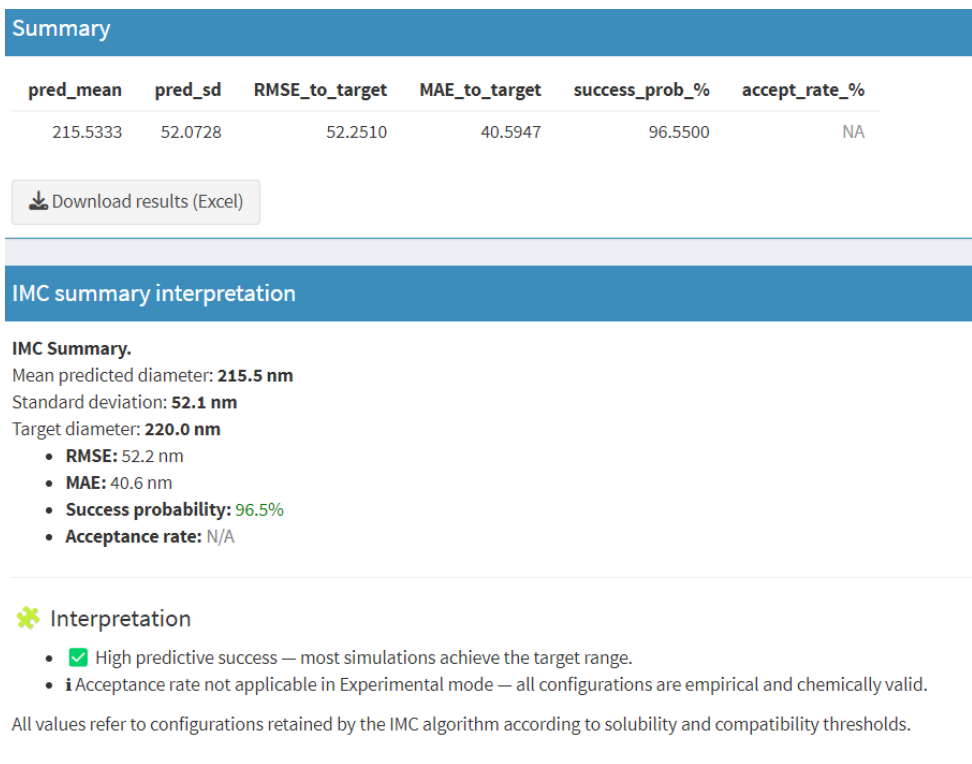 Summary
pred_mean pred_sd RMSE_to_target MAE_to_target success_prob_% accept_rate_%
215.5333 52.0728 52.2510 40.5947 96.5500 NA
Download results (Excel)
IMC summary interpretation
IMC Summary.
Mean predicted diameter: 215.5 nm
Standard deviation: 52.1 nm
Target diameter: 220.0 nm
• RMSE: 52.2 nm
• MAE: 40.6 nm
• Success probability: 96.5%
• Acceptance rate: N/A
Interpretation
• ✅ High predictive success — most simulations achieve the target range.
• ℹ Acceptance rate not applicable in Experimental mode — all configurations are empirical and chemically valid.
All values refer to configurations retained by the IMC algorithm according to solubility and compatibility thresholds.